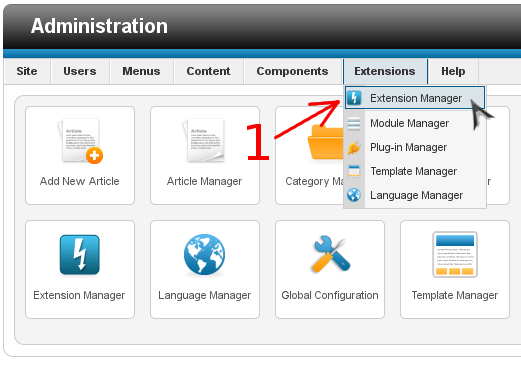 Administration
Site Users Menus Content Components Extensions Help
Extension Manager
Module Manager
Plug-in Manager
Template Manager
Language Manager
1
Article
Article
Add New Article Article Manager Category Ma
Extension Manager Language Manager Global Configuration Template Manager